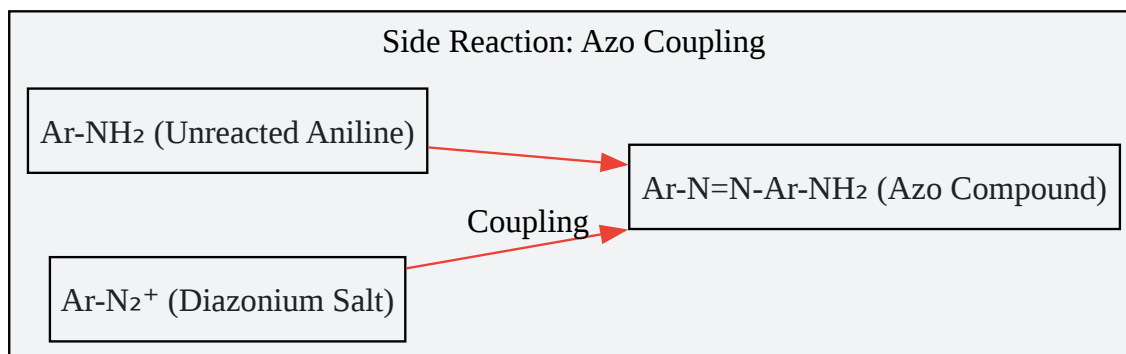 Side Reaction: Azo Coupling
Ar-NH₂ (Unreacted Aniline)
Ar-N=N-Ar-NH₂ (Azo Compound)
Coupling
Ar-N₂⁺ (Diazonium Salt)